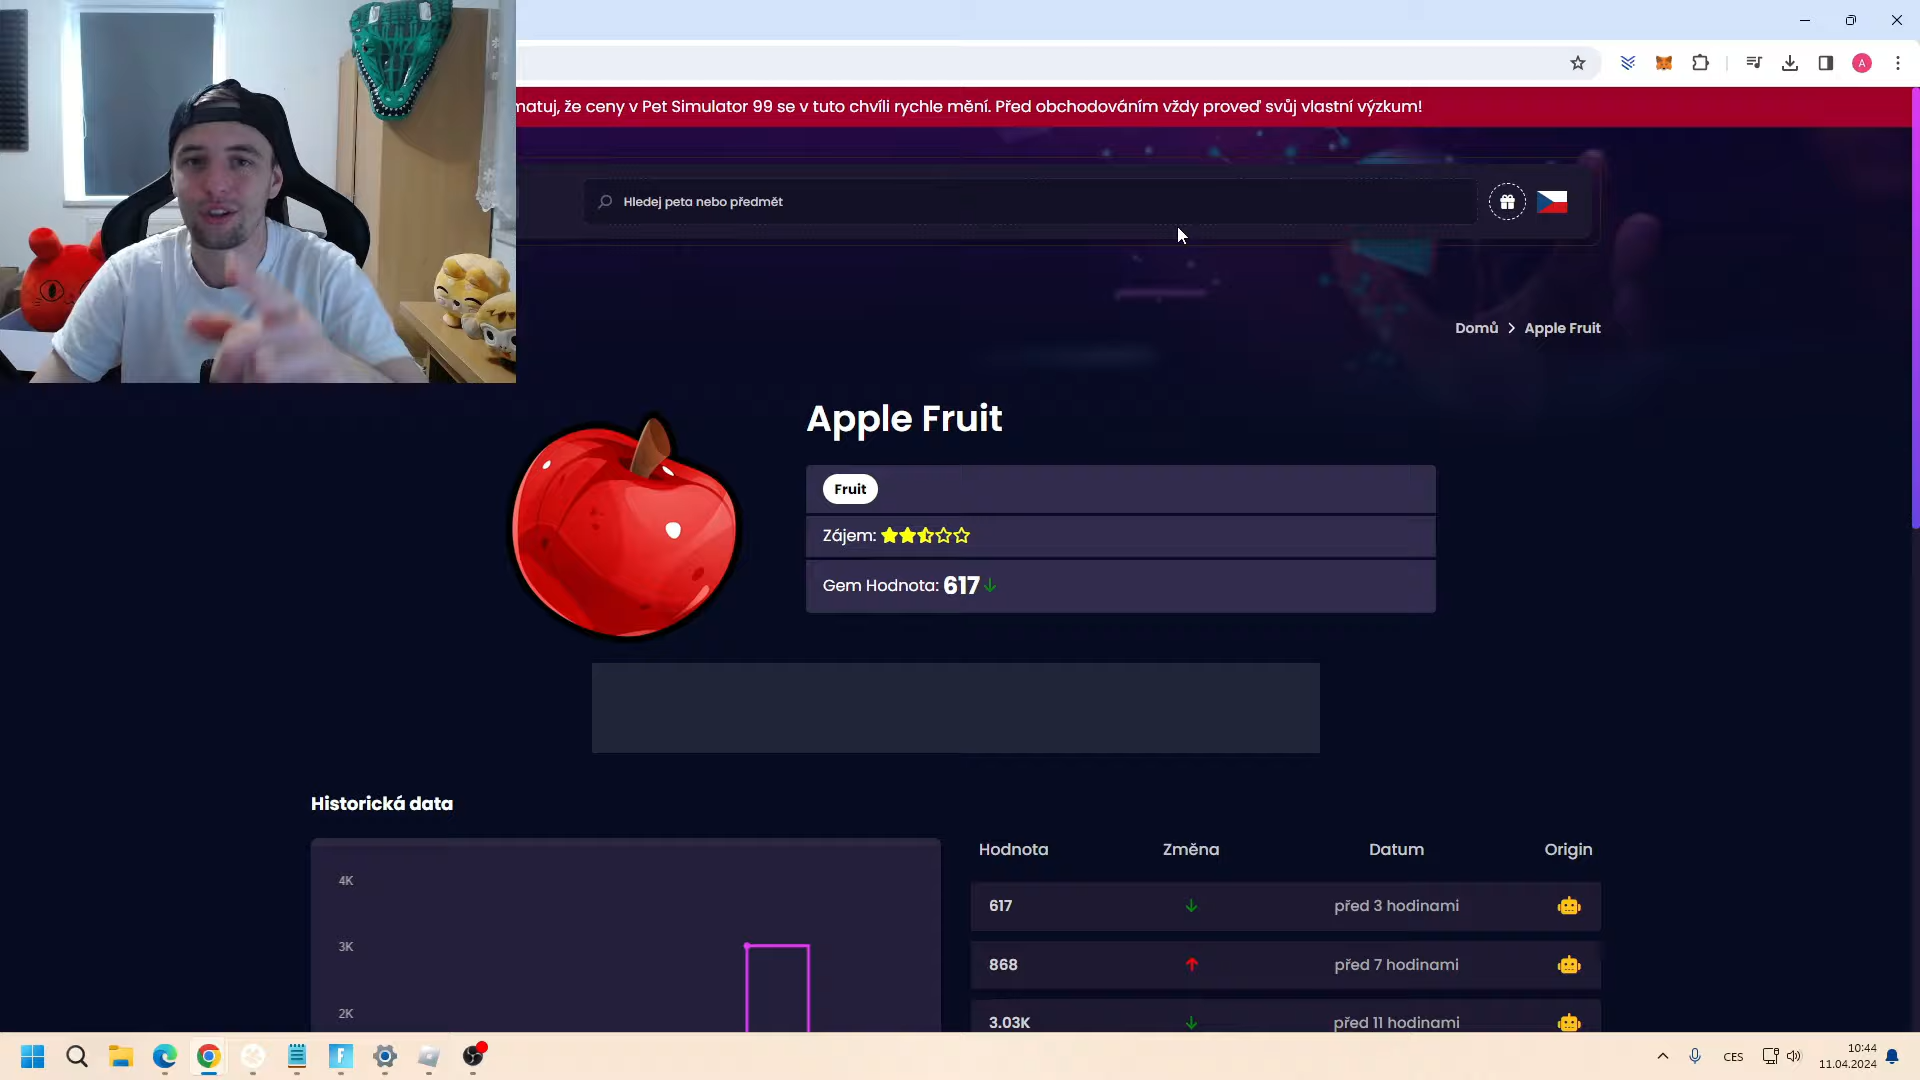 A
matuj, že ceny v Pet Simulator 99 se v tuto chvíli rychle mění. Před obchodováním vždy proveď svůj vlastní výzkum!
Hledej peta nebo předmět
Domů > Apple Fruit
Apple Fruit
Fruit
Zájem:
Gem Hodnota: 617
Historická data
4K
3K
2K
Hodnota Změna Datum Origin
617 před 3 hodinami
868 před 7 hodinami
3.03K před 11 hodinami
CES
10:44
11.04.2024